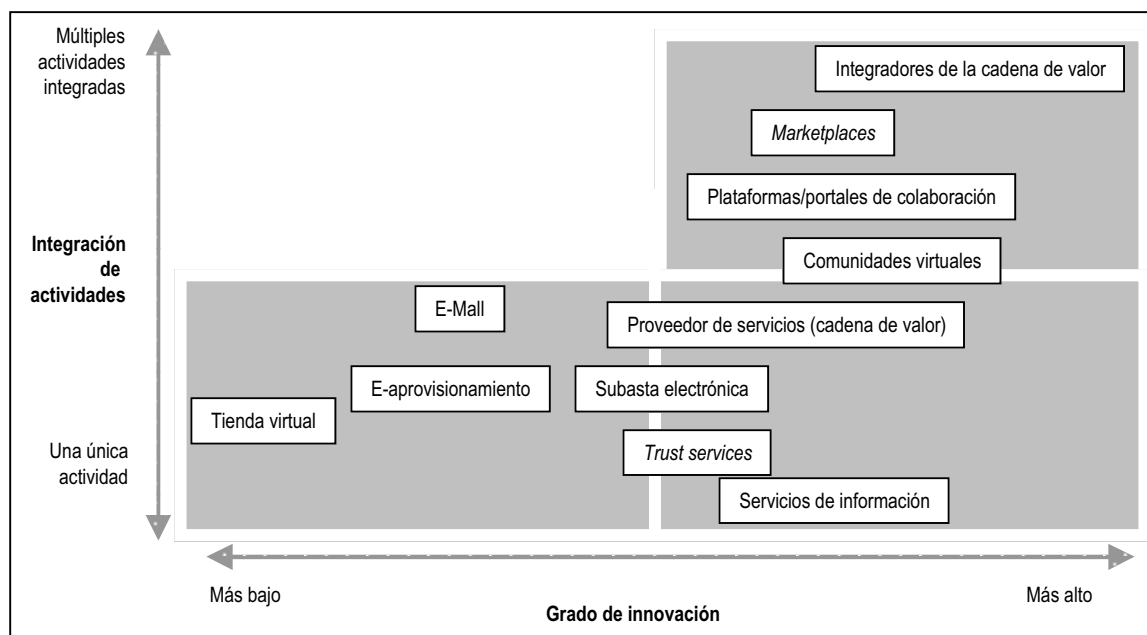 Múltiples
actividades
integradas
Integradores de la cadena de valor
Marketplaces
Plataformas/portales de colaboración
Integración
de
actividades
Comunidades virtuales
E-Mall
Proveedor de servicios (cadena de valor)
E-aprovisionamiento
Subasta electrónica
Tienda virtual
Una única
actividad
Trust services
Servicios de información
Más bajo
Más alto
Grado de innovación